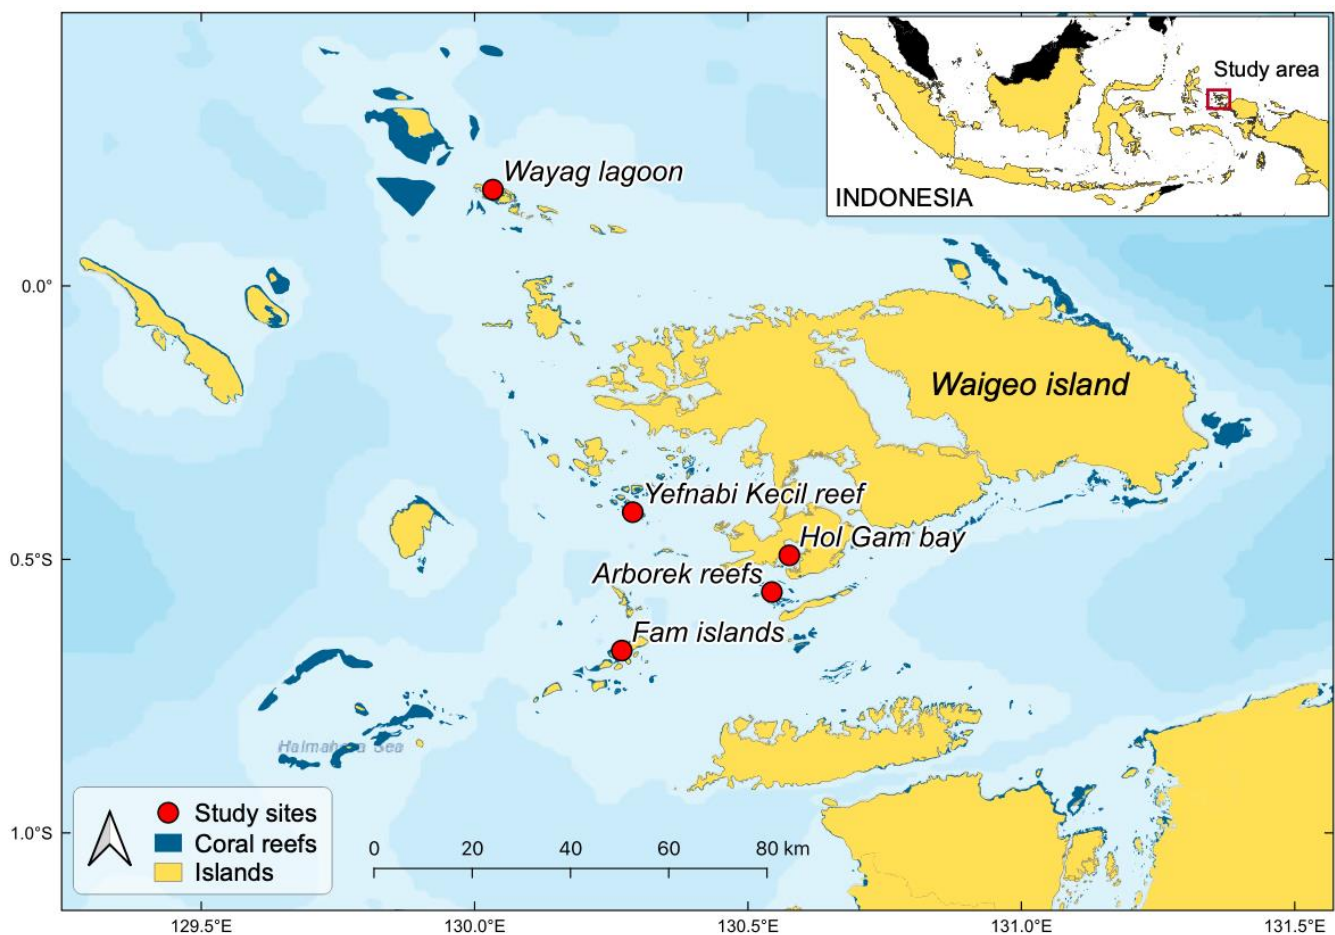 Study area
INDONESIA
Wayag lagoon
0.0°
Waigeo island
Yefnabi Kecil reef
Hol Gam bay
0.5°S
Arborek reefs
Fam islands
Halmahera Sea
Study sites
Coral reefs
Islands
0 20 40 60 80 km
1.0°S
129.5°E 130.0°E 130.5°E 131.0°E 131.5°E